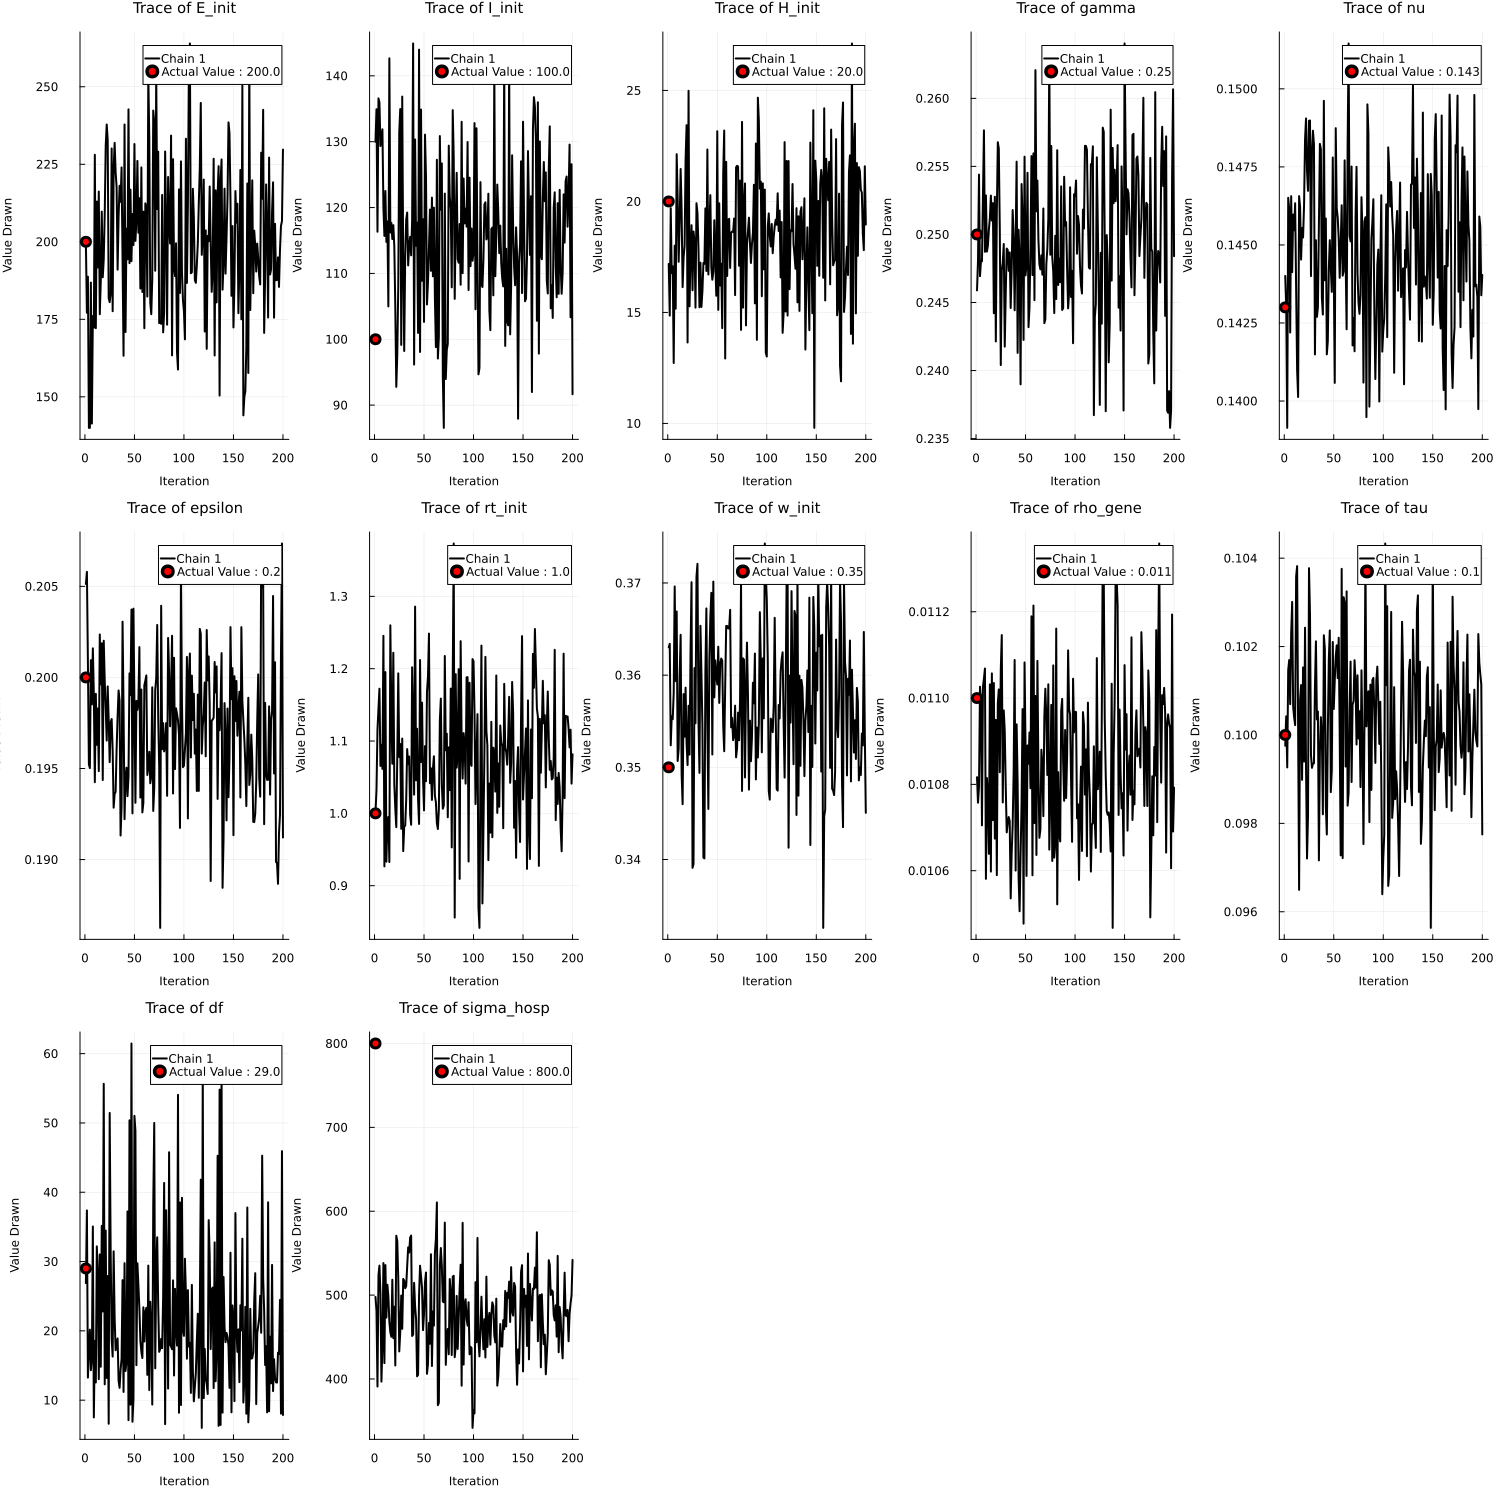 Trace of E_init
Chain 1
Actual Value : 200.0
250
225
200
175
150
0 50 100 150 200
Iteration
Value Drawn
Trace of I_init
Chain 1
Actual Value : 100.0
140
130
120
110
100
90
0 50 100 150 200
Iteration
Value Drawn
Trace of H_init
Chain 1
Actual Value : 20.0
25
20
15
10
0 50 100 150 200
Iteration
Value Drawn
Trace of gamma
Chain 1
Actual Value : 0.25
0.260
0.255
0.250
0.245
0.240
0.235
0 50 100 150 200
Iteration
Value Drawn
Trace of nu
Chain 1
Actual Value : 0.143
0.1500
0.1475
0.1450
0.1425
0.1400
0 50 100 150 200
Iteration
Value Drawn
Trace of epsilon
Chain 1
Actual Value : 0.2
0.205
0.200
0.195
0.190
0 50 100 150 200
Iteration
Trace of rt_init
Chain 1
Actual Value : 1.0
1.3
1.2
1.1
1.0
0.9
0 50 100 150 200
Iteration
Value Drawn
Trace of w_init
Chain 1
Actual Value : 0.35
0.37
0.36
0.35
0.34
0 50 100 150 200
Iteration
Value Drawn
Trace of rho_gene
Chain 1
Actual Value : 0.011
0.0112
0.0110
0.0108
0.0106
0 50 100 150 200
Iteration
Value Drawn
Trace of tau
Chain 1
Actual Value : 0.1
0.104
0.102
0.100
0.098
0.096
0 50 100 150 200
Iteration
Value Drawn
Trace of df
Chain 1
Actual Value : 29.0
60
50
40
30
20
10
0 50 100 150 200
Iteration
Value Drawn
Trace of sigma_hosp
Chain 1
Actual Value : 800.0
800
700
600
500
400
0 50 100 150 200
Iteration